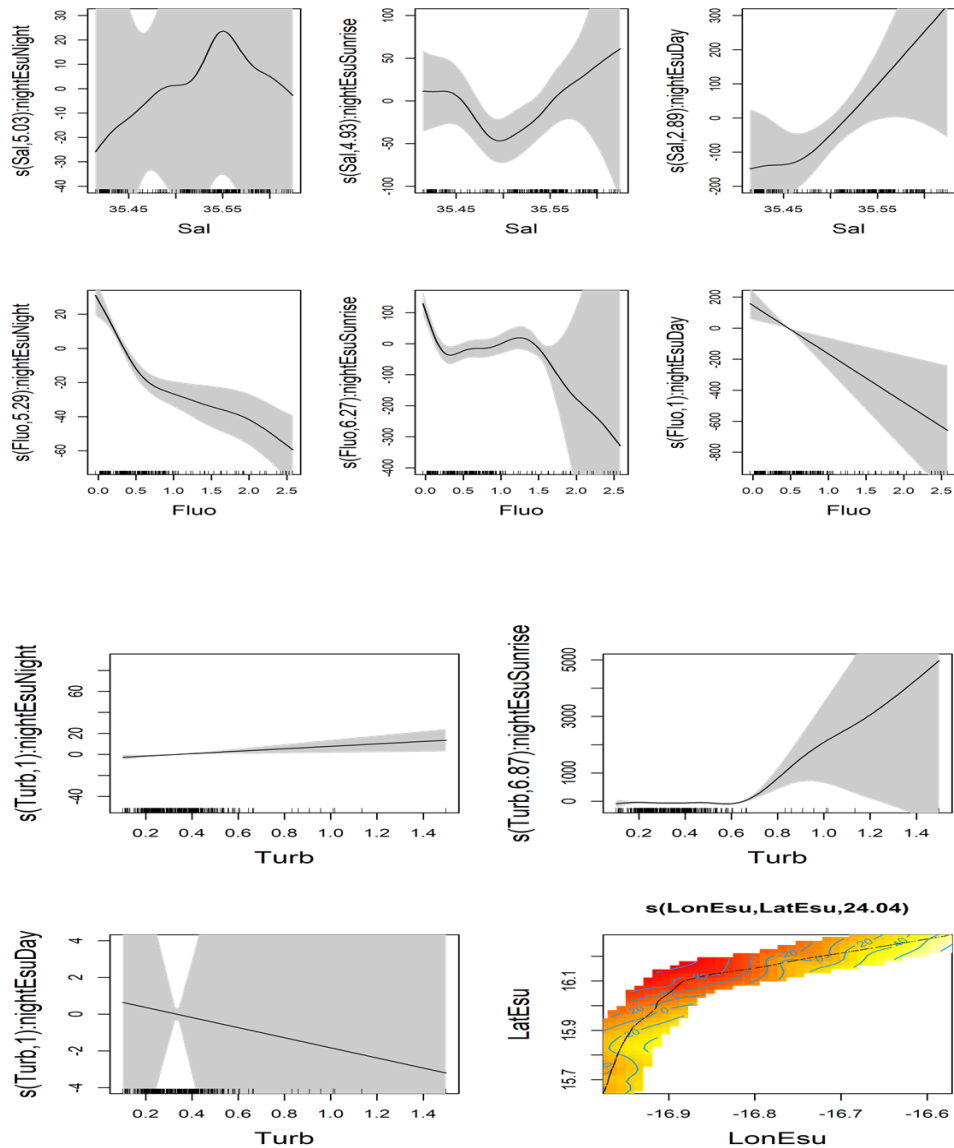 s(Sal,5.03):nightEsuNight
30
20
10
0
-10
-20
-30
40
35.45
35.55
Sal
s(Sal,4.93):nightEsuSunrise
100
50
0
-50
-100
35.45
35.55
Sal
s(Sal,2.89):nightEsuDay
300
200
100
0
-100
-200
35.45
35.55
Sal
s(Fluo,5.29):nightEsuNight
20
0
-20
-40
60
0.0 0.5 1.0 1.5 2.0 2.5
Fluo
s(Fluo,6.27):nightEsuSunrise
100
0
-100
-200
-300
-400
0.0 0.5 1.0 1.5 2.0 2.5
Fluo
s(Fluo,1):nightEsuDay
200
0
-200
-400
-600
-800
0.0 0.5 1.0 1.5 2.0 2.5
Fluo
s(Turb,1):nightEsuNight
60
20
0
40
0.2 0.4 0.6 0.8 1.0 1.2 1.4
Turb
s(Turb,6.87):nightEsuSunrise
5000
3000
1000
0
0.2 0.4 0.6 0.8 1.0 1.2 1.4
Turb
s(Turb,1):nightEsuDay
4
2
0
-2
-4
0.2 0.4 0.6 0.8 1.0 1.2 1.4
Turb
s(LonEsu,LatEsu,24.04)
LatEsu
16.1
15.9
15.7
-16.9 -16.8 -16.7 -16.6
LonEsu